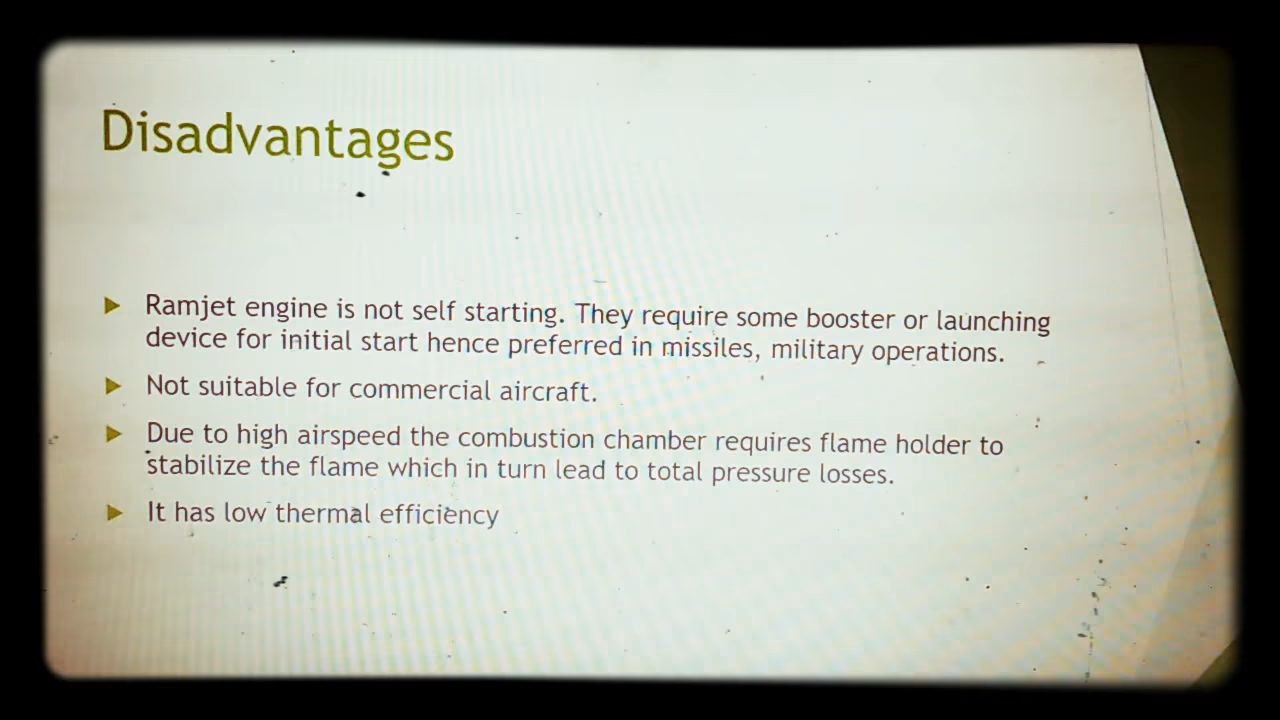 Disadvantages
Ramjet engine is not self starting. They require some booster or launching
device for initial start hence preferred in missiles, military operations.
Not suitable for commercial aircraft.
Due to high airspeed the combustion chamber requires flame holder to
stabilize the flame which in turn lead to total pressure losses.
It has low thermal efficiency